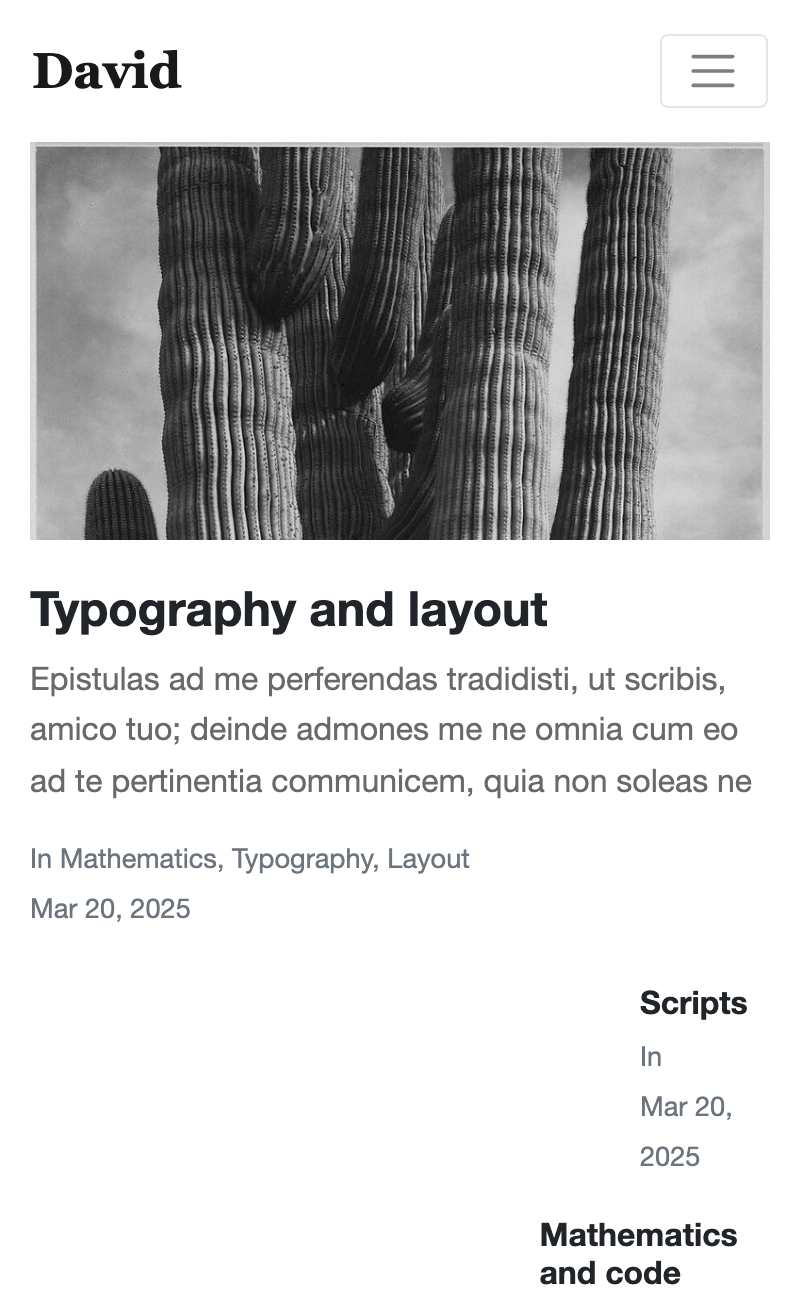 David
Typography and layout
Epistulas ad me perferendas tradidisti, ut scribis,
amico tuo; deinde admones me ne omnia cum eo
ad te pertinentia communicem, quia non soleas ne
In Mathematics, Typography, Layout
Mar 20, 2025
Scripts
In
Mar 20,
2025
Mathematics
and code